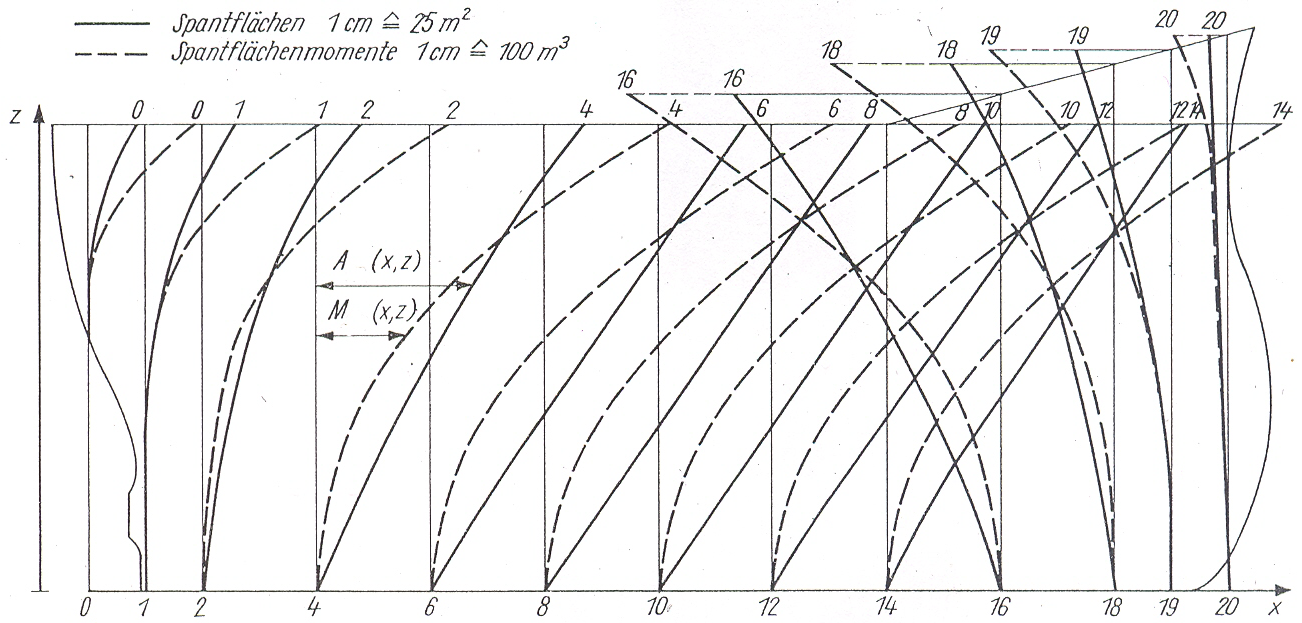 Spantflächen 1 cm ≙ 25 m²
Spantflächenmomente 1 cm ≙ 100 m³
20 20
19 19
18 18
16 16
z 0 0 1 1 2 2 4 4 6 6 8 8 10 10 12 12 14 14
A (x,z)
M (x,z)
0 1 2 4 6 8 10 12 14 16 18 19 20 x